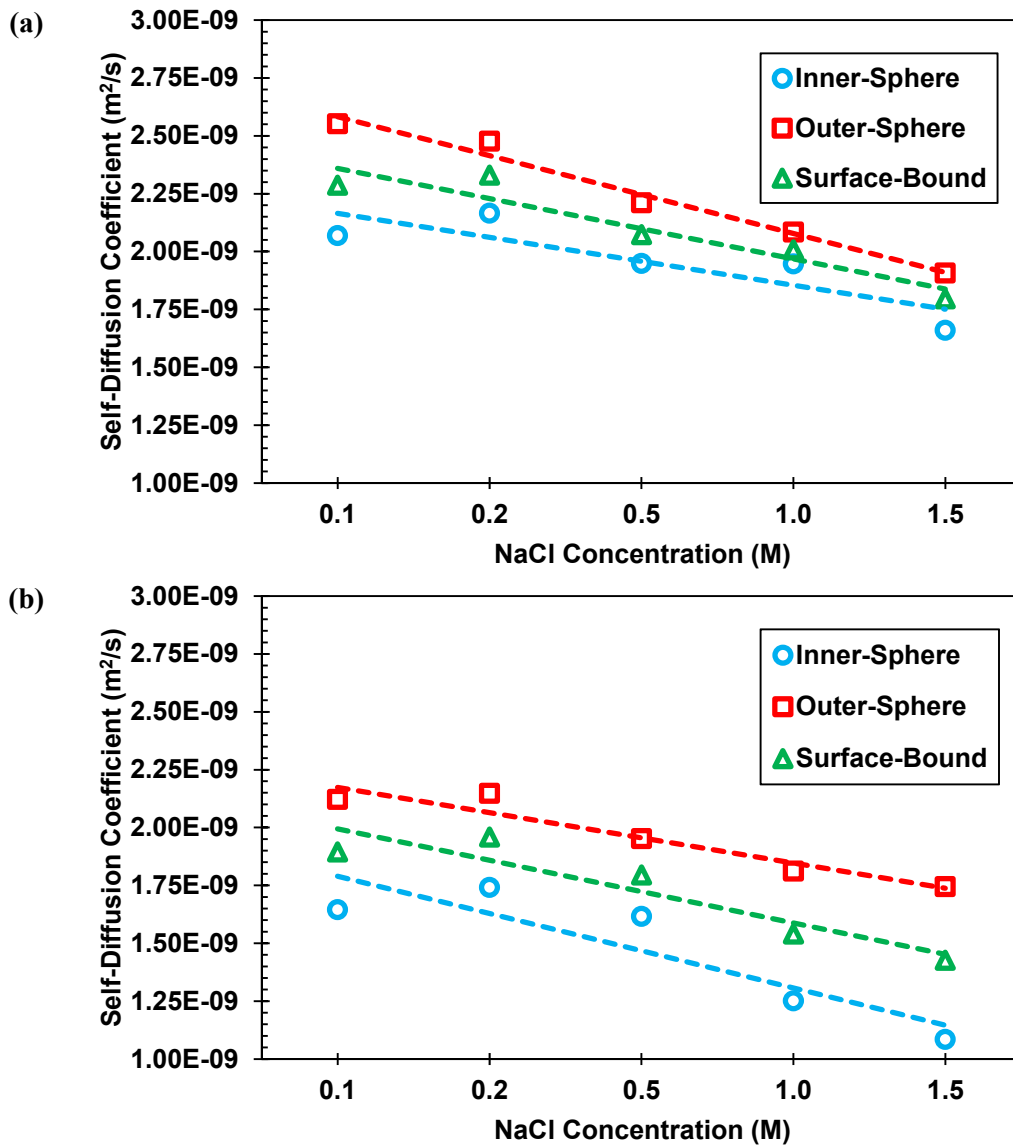 (a)
Self-Diffusion Coefficient (m²/s)
3.00E-09
2.75E-09
2.50E-09
2.25E-09
2.00E-09
1.75E-09
1.50E-09
1.25E-09
1.00E-09
Inner-Sphere
Outer-Sphere
Surface-Bound
0.1 0.2 0.5 1.0 1.5
NaCl Concentration (M)
(b)
Self-Diffusion Coefficient (m²/s)
3.00E-09
2.75E-09
2.50E-09
2.25E-09
2.00E-09
1.75E-09
1.50E-09
1.25E-09
1.00E-09
Inner-Sphere
Outer-Sphere
Surface-Bound
0.1 0.2 0.5 1.0 1.5
NaCl Concentration (M)